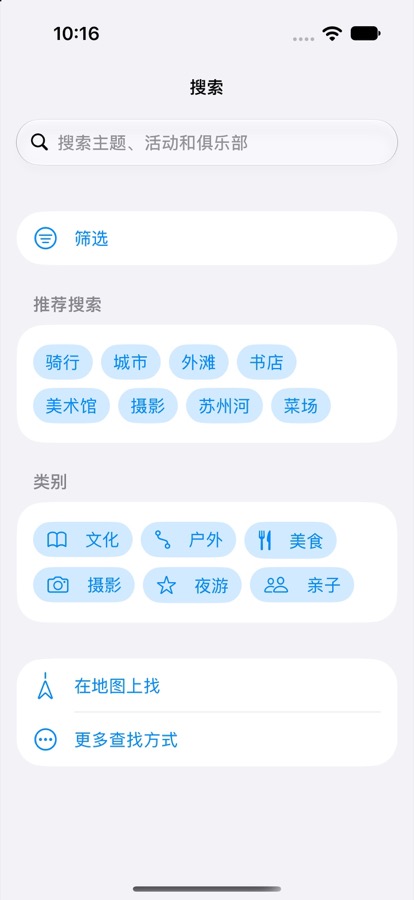 10:16
搜索
搜索主题、活动和俱乐部
筛选
推荐搜索
骑行 城市 外滩 书店
美术馆 摄影 苏州河 菜场
类别
文化 户外 美食
摄影 夜游 亲子
在地图上找
更多查找方式